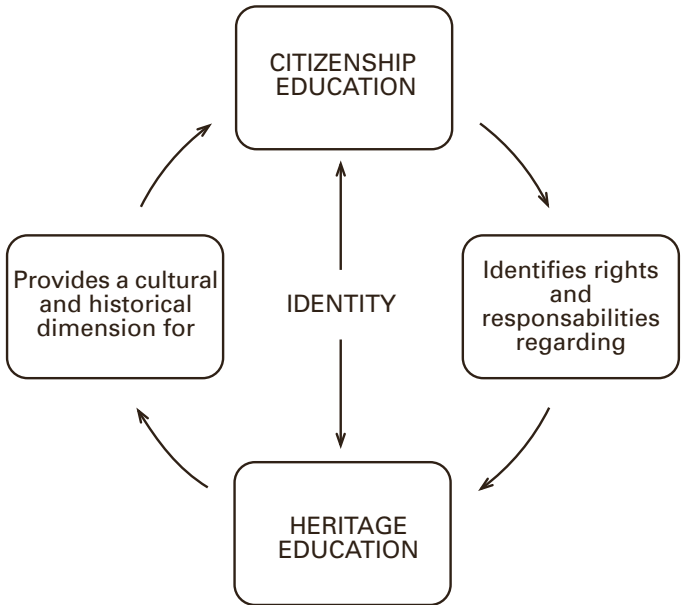 CITIZENSHIP
EDUCATION
Provides a cultural
and historical
dimension for
IDENTITY
Identifies rights
and
responsabilities
regarding
HERITAGE
EDUCATION